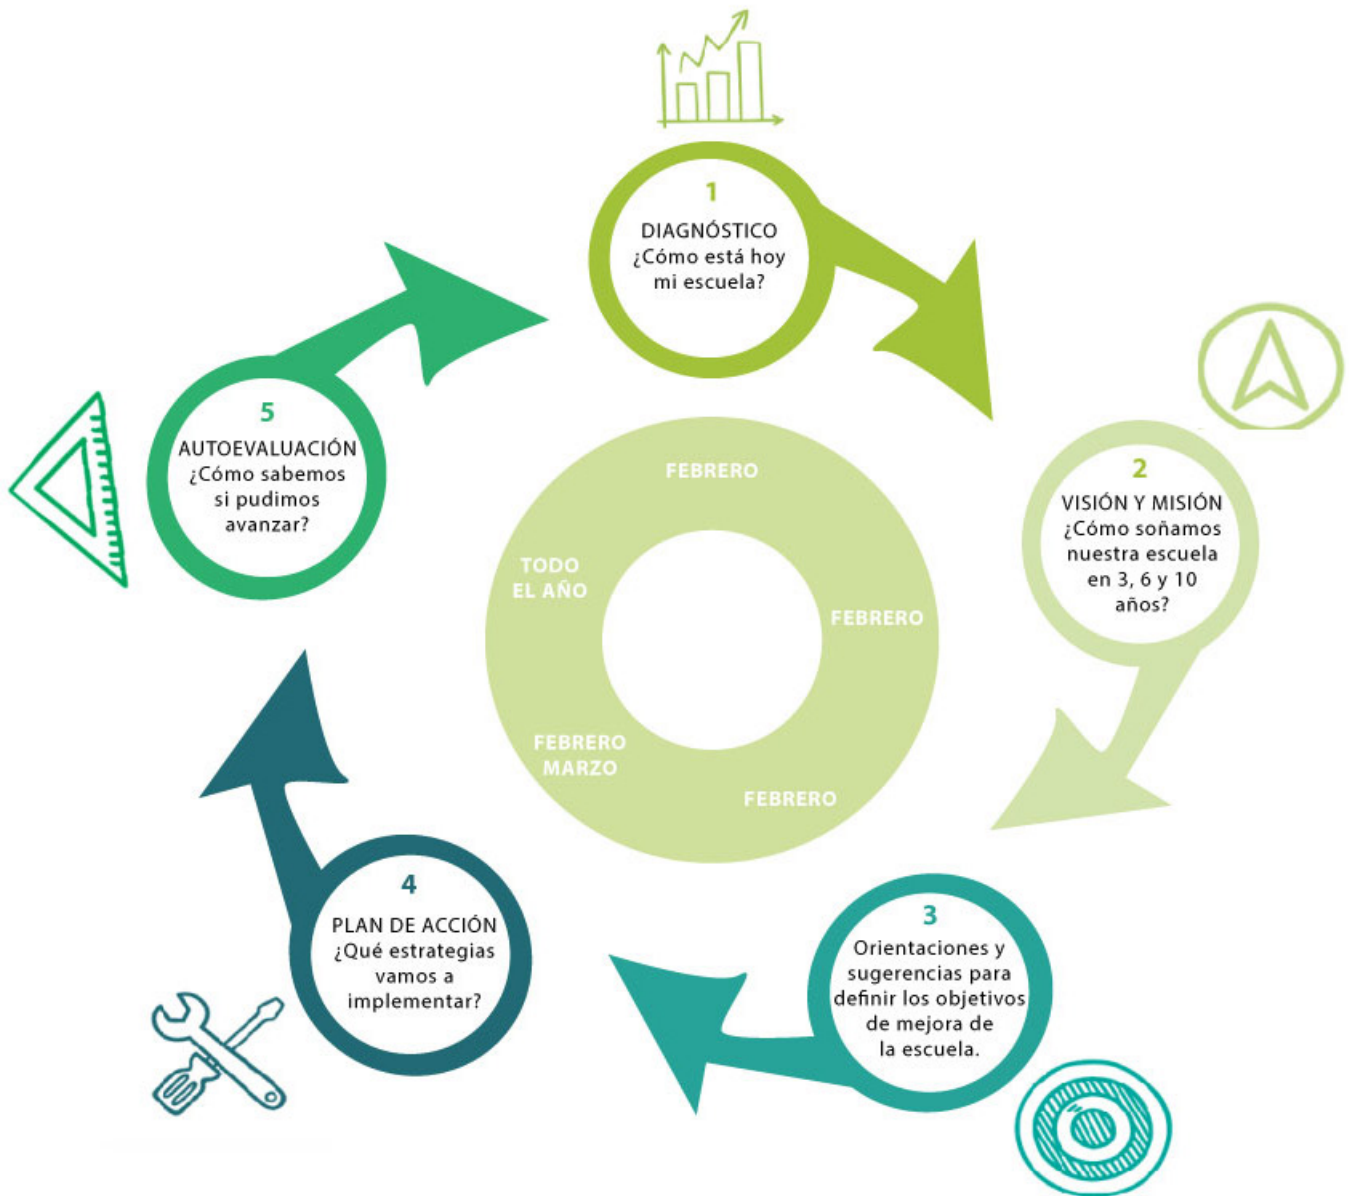 1
DIAGNÓSTICO
¿Cómo está hoy
mi escuela?
2
VISIÓN Y MISIÓN
¿Cómo soñamos
nuestra escuela
en 3, 6 y 10
años?
3
Orientaciones y
sugerencias para
definir los objetivos
de mejora de
la escuela.
4
PLAN DE ACCIÓN
¿Qué estrategias
vamos a
implementar?
5
AUTOEVALUACIÓN
¿Cómo sabemos
si pudimos
avanzar?
FEBRERO
FEBRERO
FEBRERO
FEBRERO
MARZO
TODO
EL AÑO